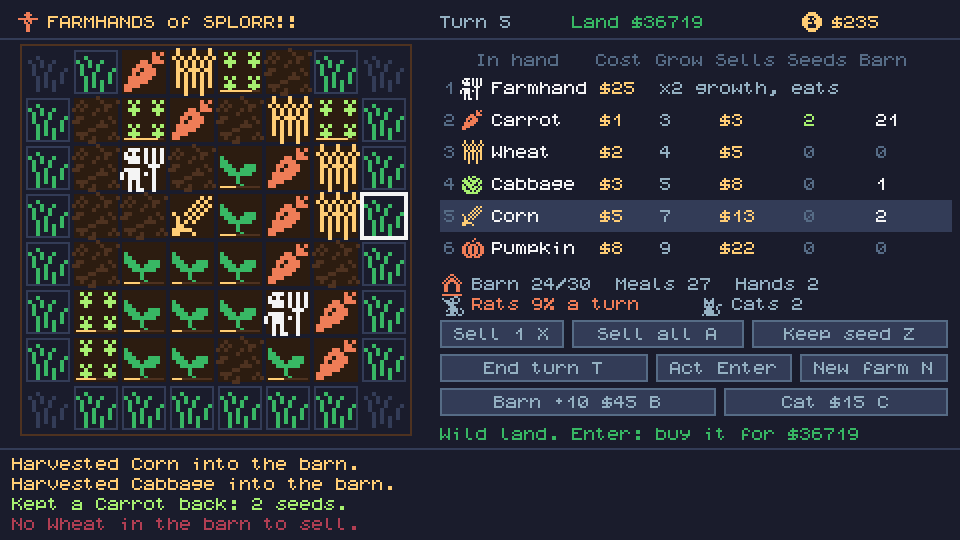 FARMHANDS of SPLORR!! Turn 5 Land $36719 $235
In hand Cost Grow Sells Seeds Barn
1 Farmhand $25 x2 growth, eats
2 Carrot $1 3 $3 2 21
3 Wheat $2 4 $5 0 0
4 Cabbage $3 5 $8 0 1
5 Corn $5 7 $13 0 2
6 Pumpkin $8 9 $22 0 0
Barn 24/30 Meals 27 Hands 2
Rats 9% a turn Cats 2
Sell 1 X Sell all A Keep seed Z
End turn T Act Enter New farm N
Barn +10 $45 B Cat $15 C
Wild land. Enter: buy it for $36719
Harvested Corn into the barn.
Harvested Cabbage into the barn.
Kept a Carrot back: 2 seeds.
No Wheat in the barn to sell.